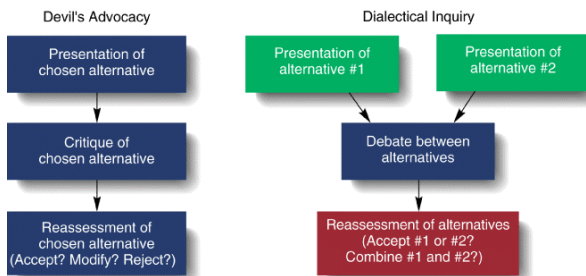 Devil's Advocacy
Presentation of
chosen alternative
Critique of
chosen alternative
Reassessment of
chosen alternative
(Accept? Modify? Reject?)
Dialectical Inquiry
Presentation of
alternative #1
Presentation of
alternative #2
Debate between
alternatives
Reassessment of alternatives
(Accept #1 or #2?
Combine #1 and #2?)